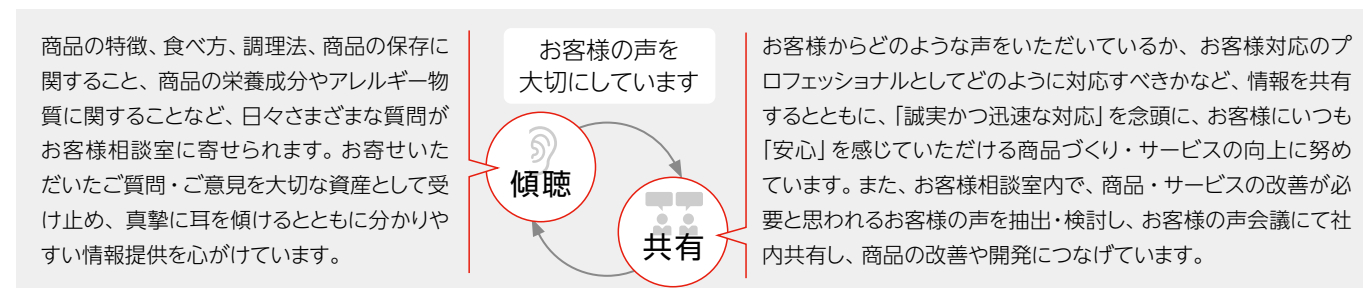 商品の特徴、食べ方、調理法、商品の保存に
関すること、商品の栄養成分やアレルギー物
質に関することなど、日々さまざまな質問が
お客様相談室に寄せられます。お寄せいた
だいたご質問・ご意見を大切な資産として受
け止め、真摯に耳を傾けるとともに分かりや
すい情報提供を心がけています。
お客様の声を
大切にしています
傾聴
共有
お客様からどのような声をいただいているか、お客様対応のプ
ロフェッショナルとしてどのように対応すべきかなど、情報を共有
するとともに、「誠実かつ迅速な対応」を念頭に、お客様にいつも
「安心」を感じていただける商品づくり・サービスの向上に努め
ています。また、お客様相談室内で、商品・サービスの改善が必
要と思われるお客様の声を抽出・検討し、お客様の声会議にて社
内共有し、商品の改善や開発につなげています。